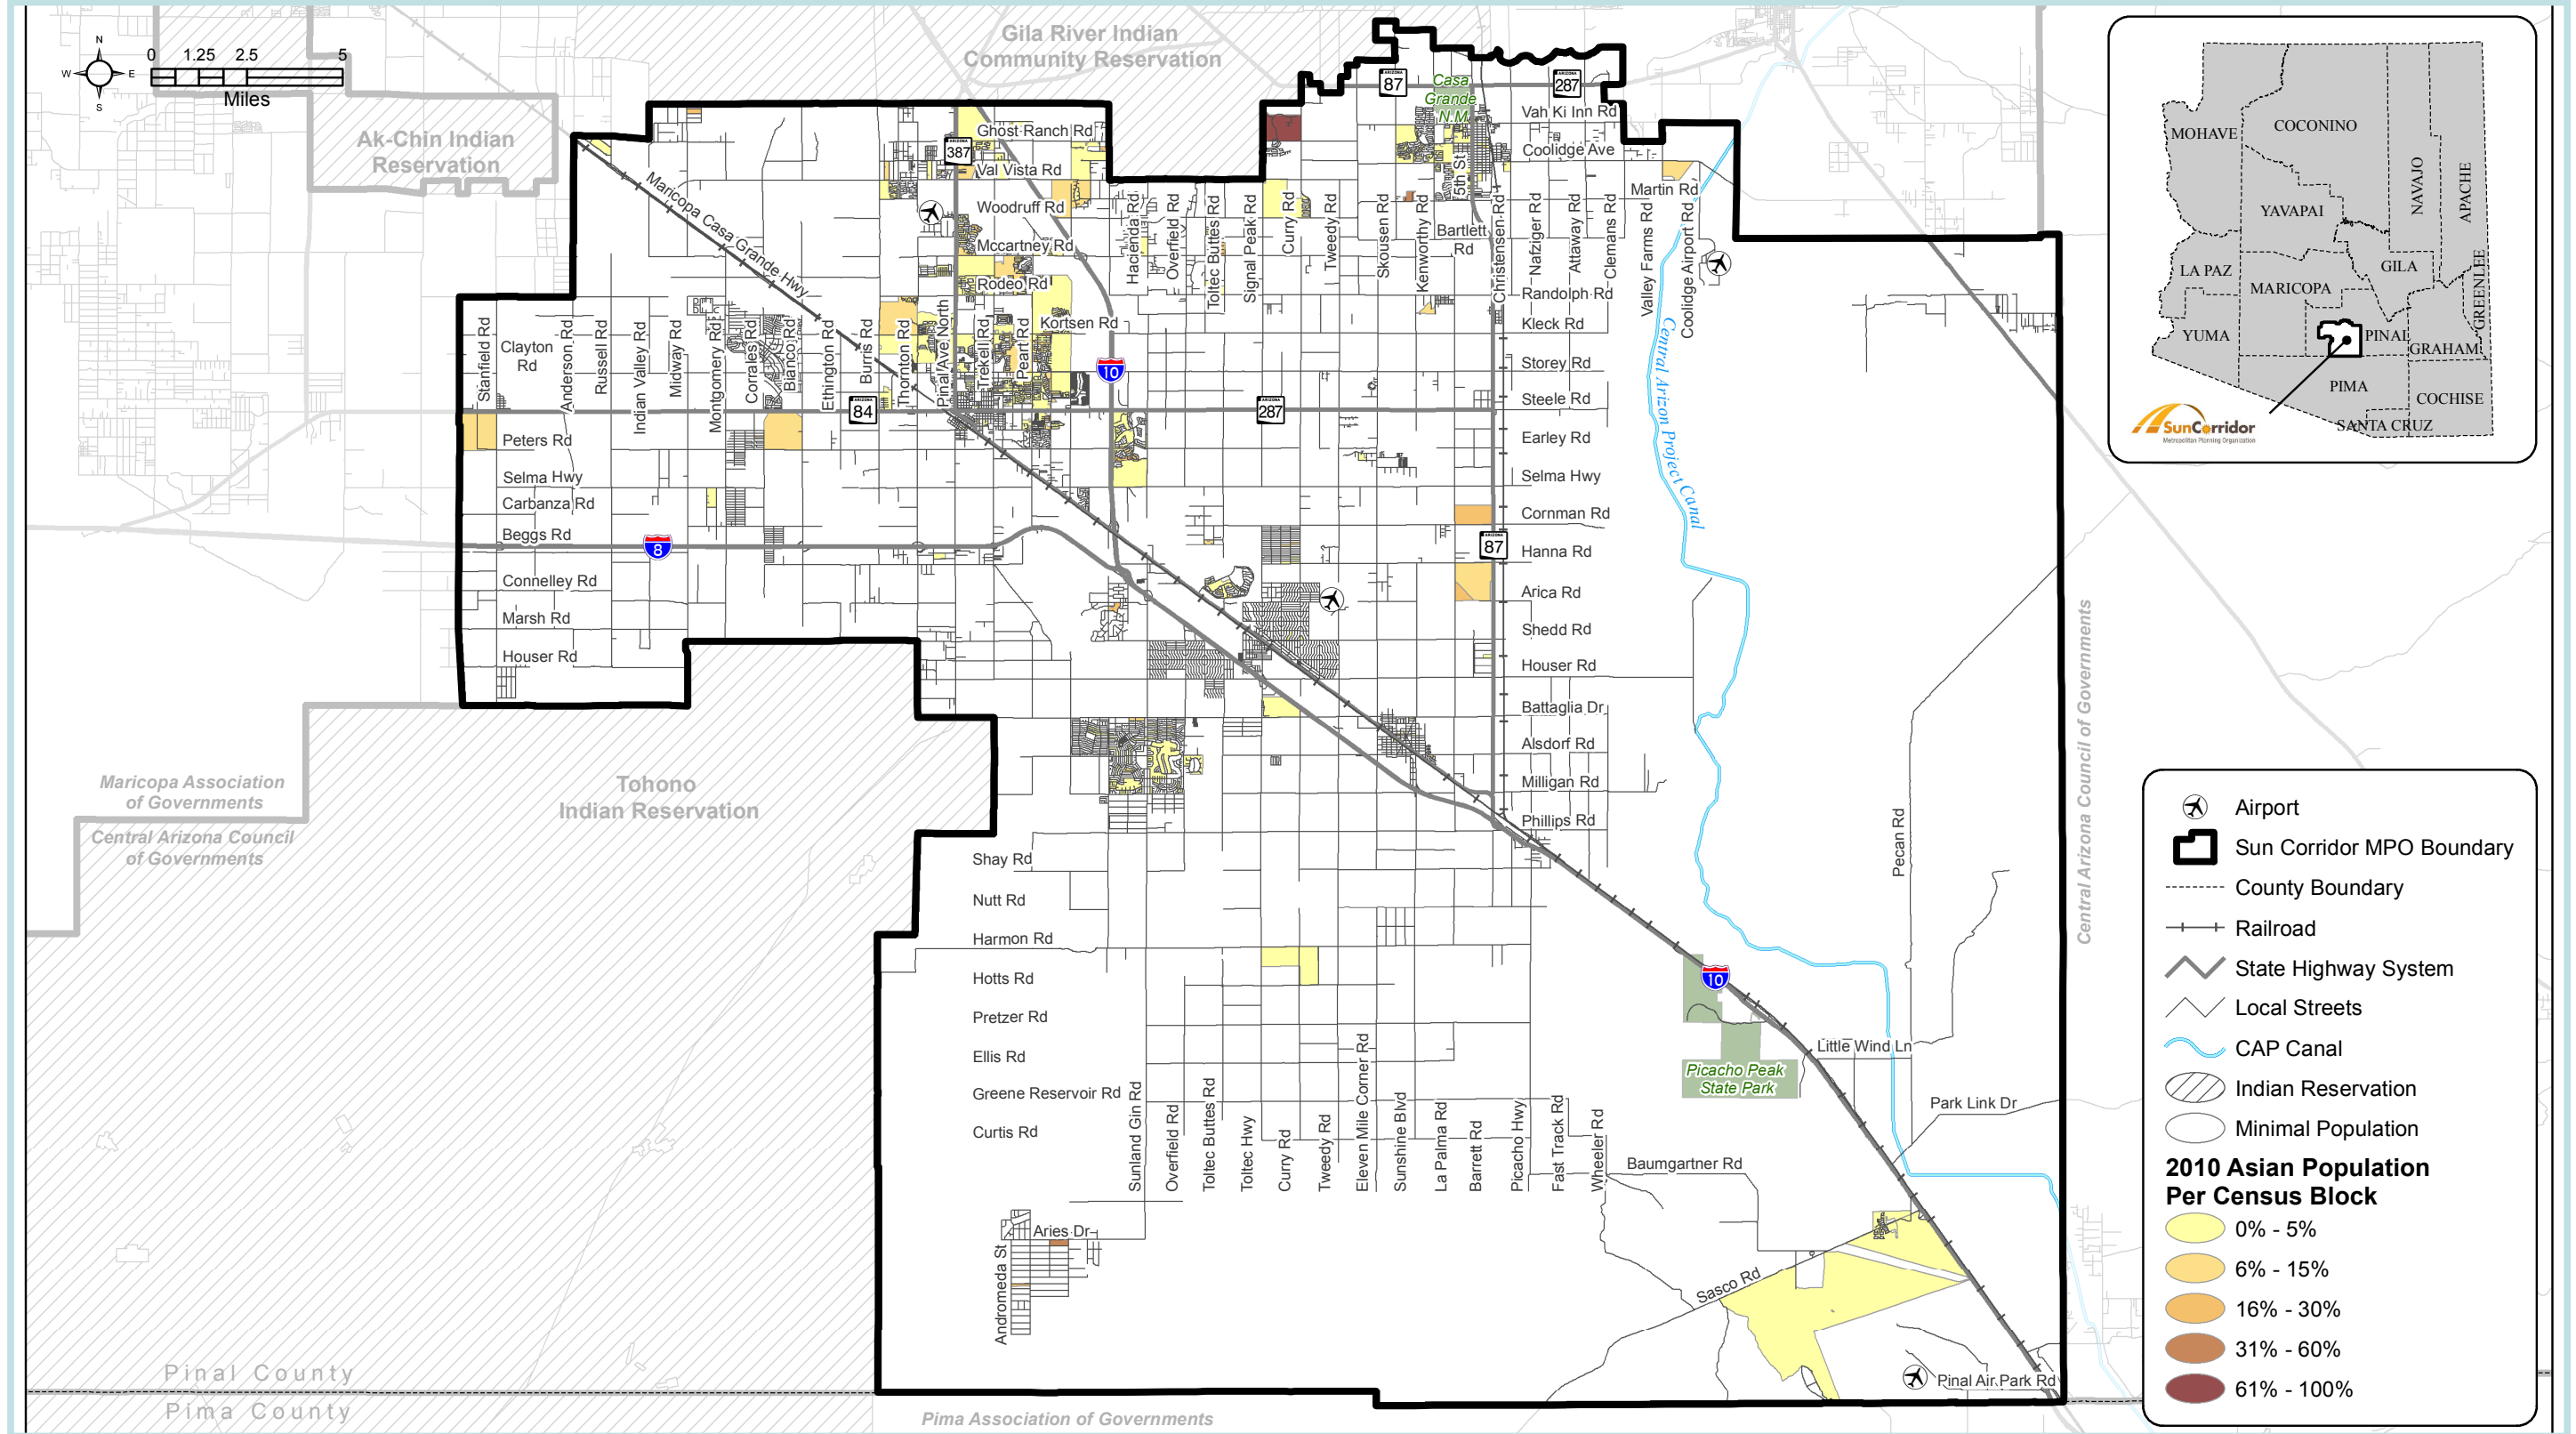 N
W
E
S
0 1.25 2.5 5
Miles
Gila River Indian
Community Reservation
Ak-Chin Indian
Reservation
ARIZONA
87
Casa
Grande
N.M.
ARIZONA
287
Vah Ki Inn Rd
Ghost Ranch Rd
ARIZONA
387
Val Vista Rd
Coolidge Ave
5th St
Martin Rd
Maricopa Casa Grande Hwy
Woodruff Rd
Mccartney Rd
Rodeo Rd
Kortsen Rd
Hacienda Rd
Overfield Rd
Toltec Buttes Rd
Signal Peak Rd
Curry Rd
Tweedy Rd
Skousen Rd
Kenworthy Rd
Bartlett
Rd
Christensen Rd
Nafziger Rd
Attaway Rd
Clemans Rd
Valley Farms Rd
Coolidge Airport Rd
Randolph Rd
Kleck Rd
Storey Rd
Steele Rd
Earley Rd
Selma Hwy
Cornman Rd
Hanna Rd
Arica Rd
Shedd Rd
Houser Rd
Battaglia Dr
Alsdorf Rd
Milligan Rd
Phillips Rd
Central Arizon Project Canal
Stanfield Rd
Clayton
Rd
Anderson Rd
Russell Rd
Indian Valley Rd
Midway Rd
Montgomery Rd
Corrales Rd
Bianco Rd
Ethington Rd
Burris Rd
Thornton Rd
Pinal Ave North
Trekell Rd
Peart Rd
10
ARIZONA
84
ARIZONA
287
Peters Rd
Selma Hwy
Carbanza Rd
Beggs Rd
8
ARIZONA
87
Connelley Rd
Marsh Rd
Houser Rd
Maricopa Association
of Governments
Central Arizona Council
of Governments
Tohono
Indian Reservation
Shay Rd
Nutt Rd
Harmon Rd
Hotts Rd
Pretzer Rd
Ellis Rd
Greene Reservoir Rd
Curtis Rd
Sunland Gin Rd
Overfield Rd
Toltec Buttes Rd
Toltec Hwy
Curry Rd
Tweedy Rd
Eleven Mile Corner Rd
Sunshine Blvd
La Palma Rd
Barrett Rd
Picacho Hwy
Fast Track Rd
Wheeler Rd
10
Picacho Peak
State Park
Pecan Rd
Little Wind Ln
Park Link Dr
Baumgartner Rd
Aries Dr
Andromeda St
Sasco Rd
Pinal Air Park Rd
Pinal County
Pima County
Pima Association of Governments
Central Arizona Council of Governments
MOHAVE
COCONINO
NAVAJO
APACHE
YAVAPAI
LA PAZ
GILA
GREENLEE
MARICOPA
YUMA
PINAL
GRAHAM
PIMA
COCHISE
SANTA CRUZ
SunCorridor
Metropolitan Planning Organization
Airport
Sun Corridor MPO Boundary
County Boundary
Railroad
State Highway System
Local Streets
CAP Canal
Indian Reservation
Minimal Population
2010 Asian Population
Per Census Block
0% - 5%
6% - 15%
16% - 30%
31% - 60%
61% - 100%